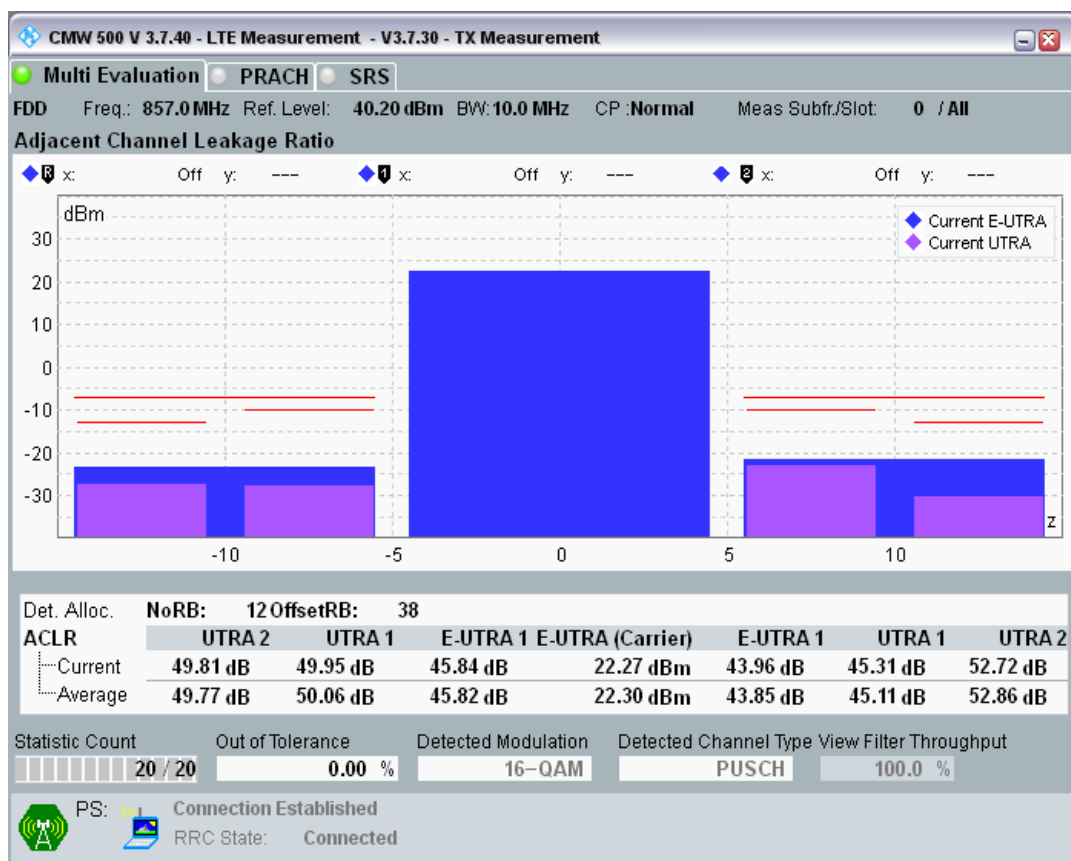 CMW 500 V 3.7.40 - LTE Measurement - V3.7.30 - TX Measurement
Multi Evaluation PRACH SRS
FDD Freq.: 857.0 MHz Ref. Level: 40.20 dBm BW: 10.0 MHz CP :Normal Meas Subfr./Slot: 0 / All
Adjacent Channel Leakage Ratio
R x: Off y: --- 1 x: Off y: --- 2 x: Off y: ---
dBm
Current E-UTRA
Current UTRA
30
20
10
0
-10
-20
-30
z
-10 -5 0 5 10
Det. Alloc. NoRB: 12 OffsetRB: 38
ACLR UTRA 2 UTRA 1 E-UTRA 1 E-UTRA (Carrier) E-UTRA 1 UTRA 1 UTRA 2
Current 49.81 dB 49.95 dB 45.84 dB 22.27 dBm 43.96 dB 45.31 dB 52.72 dB
Average 49.77 dB 50.06 dB 45.82 dB 22.30 dBm 43.85 dB 45.11 dB 52.86 dB
Statistic Count Out of Tolerance Detected Modulation Detected Channel Type View Filter Throughput
20 / 20 0.00 % 16-QAM PUSCH 100.0 %
PS: Connection Established
RRC State: Connected